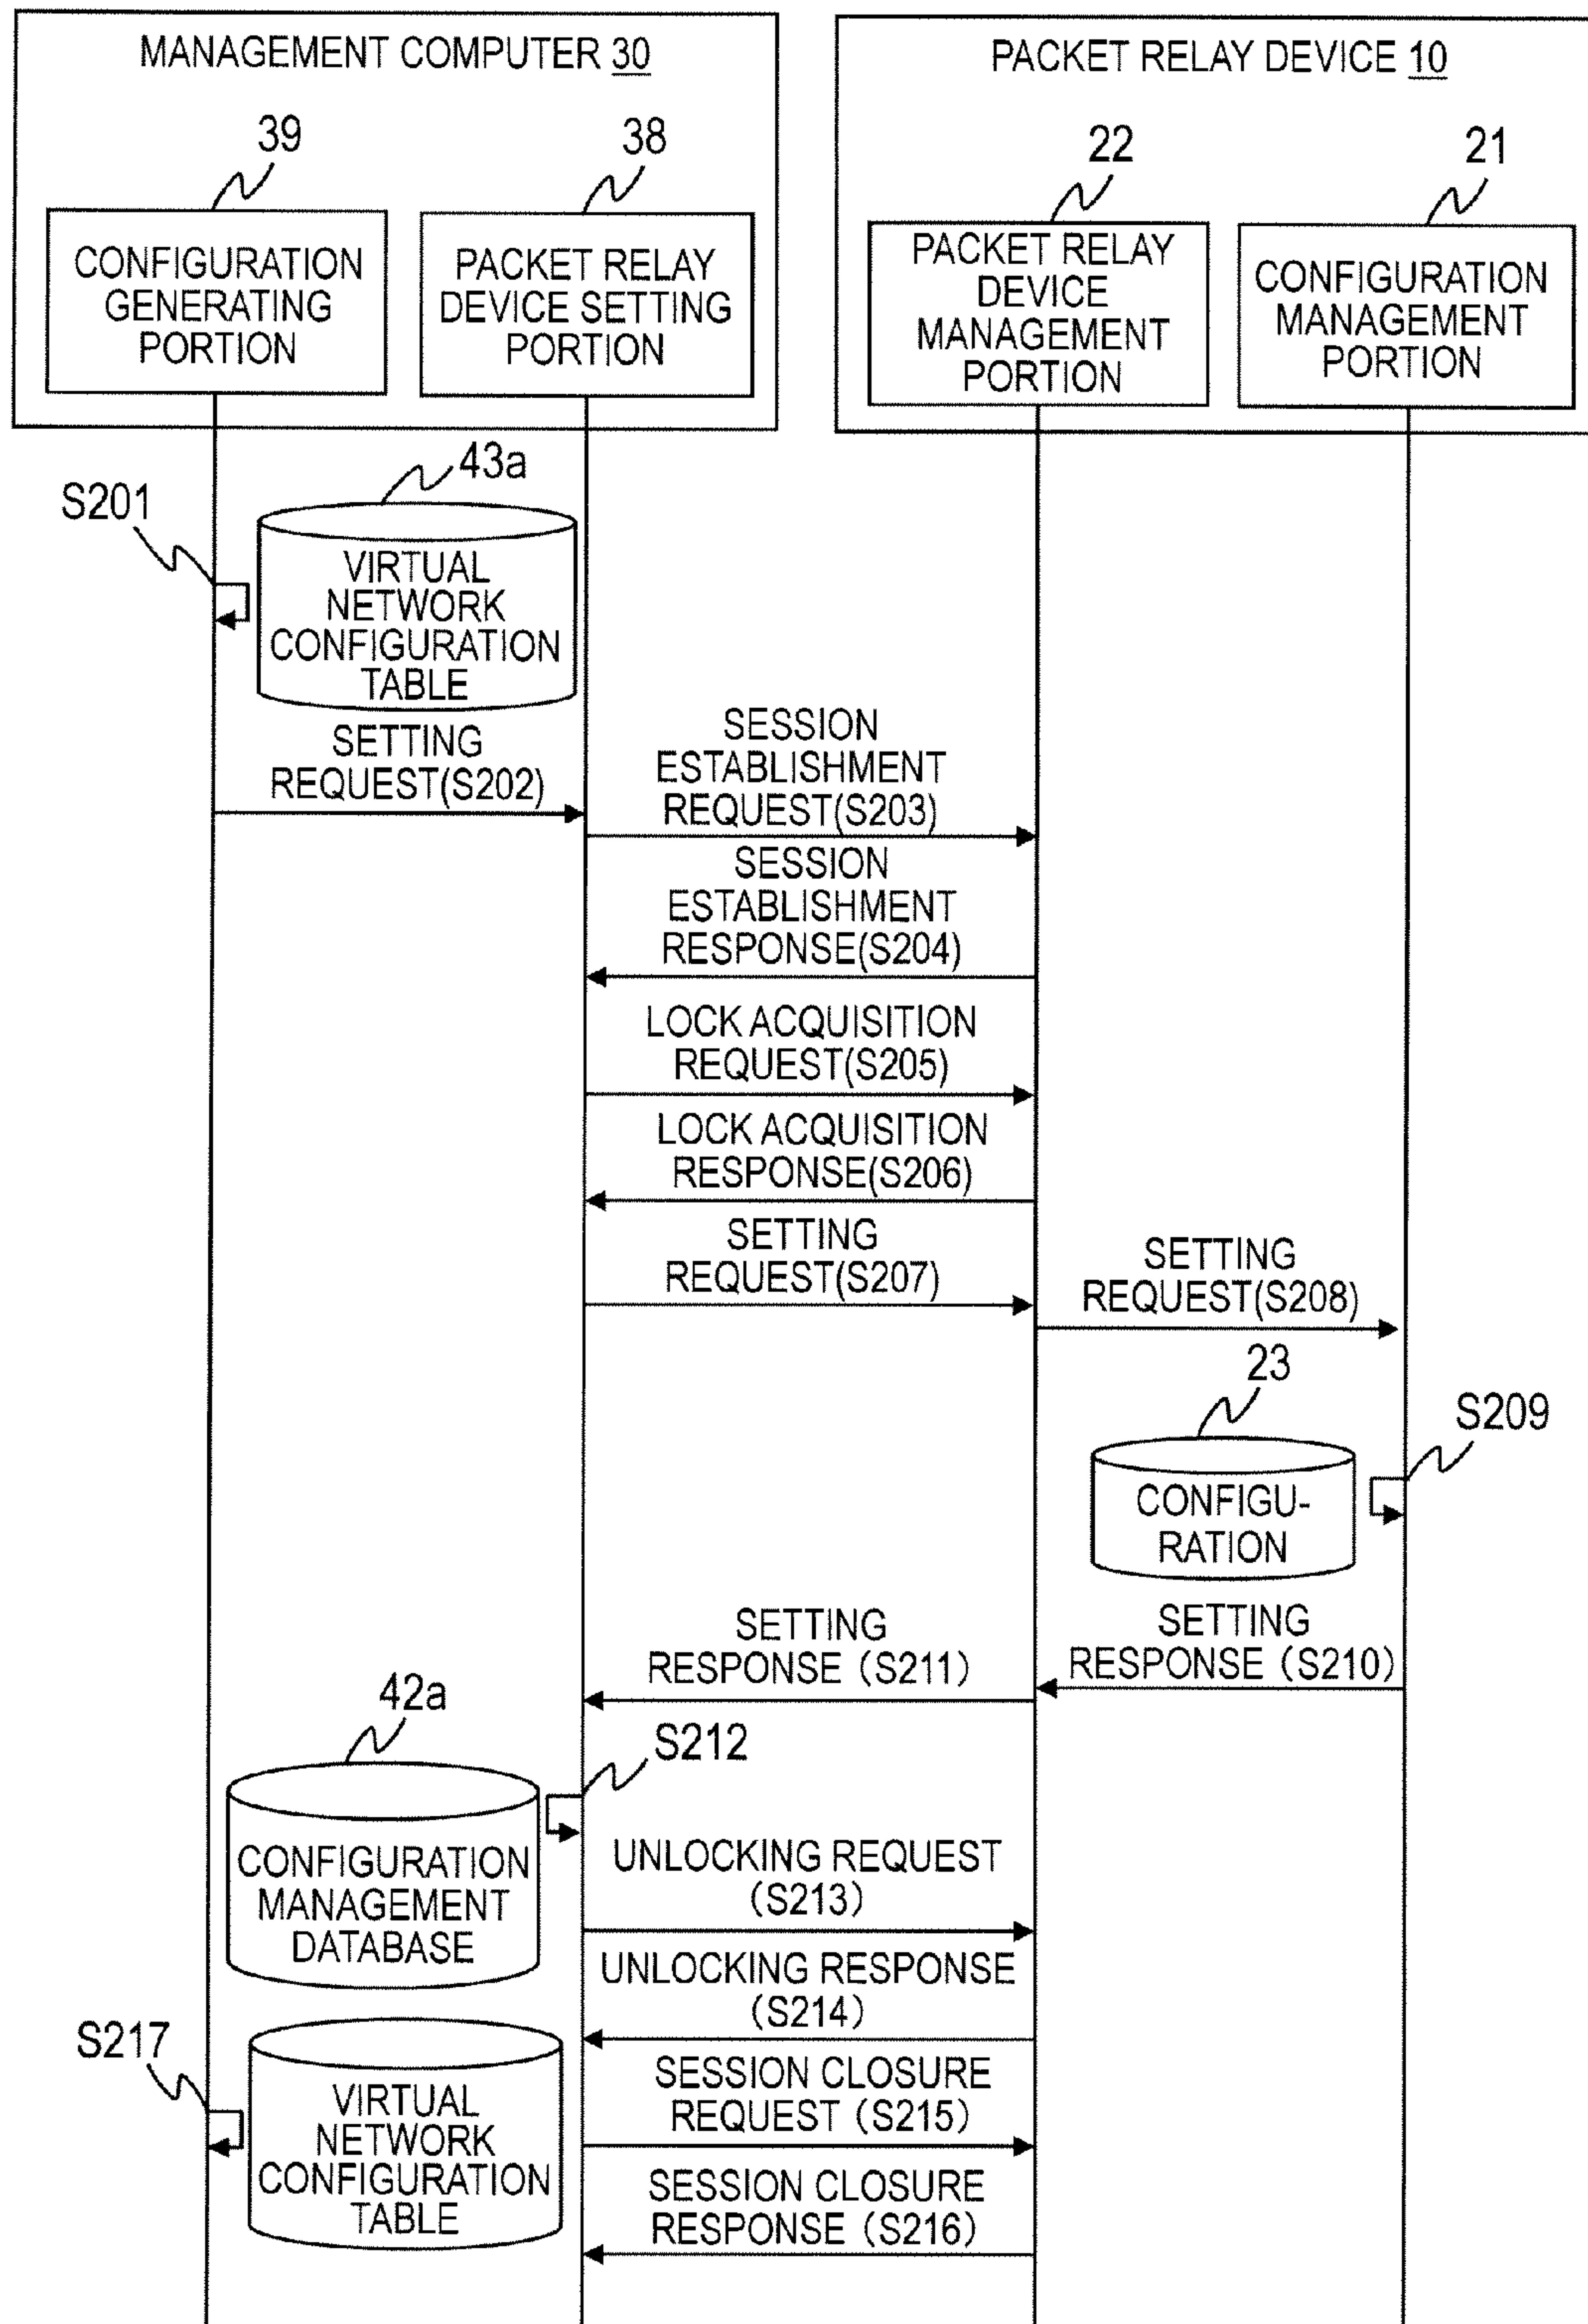 MANAGEMENT COMPUTER 30
PACKET RELAY DEVICE 10
39
38
22
21
CONFIGURATION
GENERATING
PORTION
PACKET RELAY
DEVICE SETTING
PORTION
PACKET RELAY
DEVICE
MANAGEMENT
PORTION
CONFIGURATION
MANAGEMENT
PORTION
43a
S201
VIRTUAL
NETWORK
CONFIGURATION
TABLE
SETTING
REQUEST(S202)
SESSION
ESTABLISHMENT
REQUEST(S203)
SESSION
ESTABLISHMENT
RESPONSE(S204)
LOCK ACQUISITION
REQUEST(S205)
LOCK ACQUISITION
RESPONSE(S206)
SETTING
REQUEST(S207)
SETTING
REQUEST(S208)
23
S209
CONFIGU-
RATION
SETTING
RESPONSE (S210)
SETTING
RESPONSE (S211)
42a
S212
CONFIGURATION
MANAGEMENT
DATABASE
UNLOCKING REQUEST
(S213)
UNLOCKING RESPONSE
(S214)
S217
VIRTUAL
NETWORK
CONFIGURATION
TABLE
SESSION CLOSURE
REQUEST (S215)
SESSION CLOSURE
RESPONSE (S216)